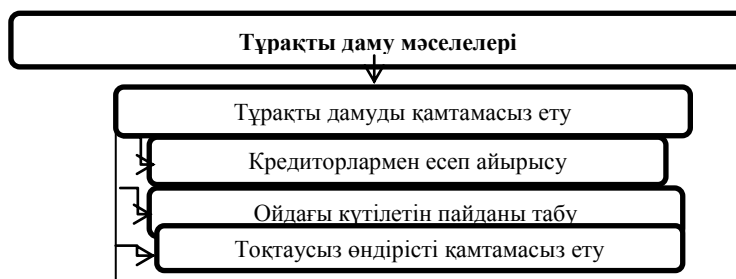 Тұрақты даму мәселелері
Тұрақты дамуды қамтамасыз ету
Кредиторлармен есеп айырысу
Ойдағы күтілетін пайданы табу
Тоқтаусыз өндірісті қамтамасыз ету